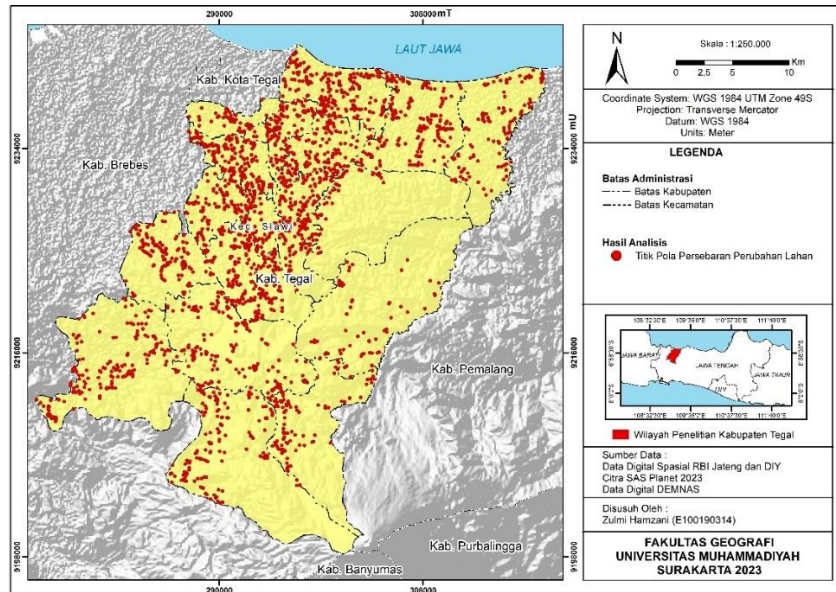 290000
308000 mT
LAUT JAWA
Kab. Kota Tegal
Kab. Brebes
9234000
9234000 mU
Kec. Slawi
Kab. Tegal
9216000
9216000
Kab. Pemalang
9198000
9198000
Kab. Purbalingga
Kab. Banyumas
290000
308000
N
Skala : 1:250.000
Km
0 2,5 5 10
Coordinate System: WGS 1984 UTM Zone 49S
Projection: Transverse Mercator
Datum: WGS 1984
Units: Meter
LEGENDA
Batas Administrasi
Batas Kabupaten
Batas Kecamatan
Hasil Analisis
Titik Pola Persebaran Perubahan Lahan
JAWA BARAT
JAWA TENGAH
JAWA TIMUR
DIY
Wilayah Penelitian Kabupaten Tegal
Sumber Data :
Data Digital Spasial RBI Jateng dan DIY
Citra SAS Planet 2023
Data Digital DEMNAS
Disusuh Oleh :
Zulmi Hamzani (E100190314)
FAKULTAS GEOGRAFI
UNIVERSITAS MUHAMMADIYAH
SURAKARTA 2023